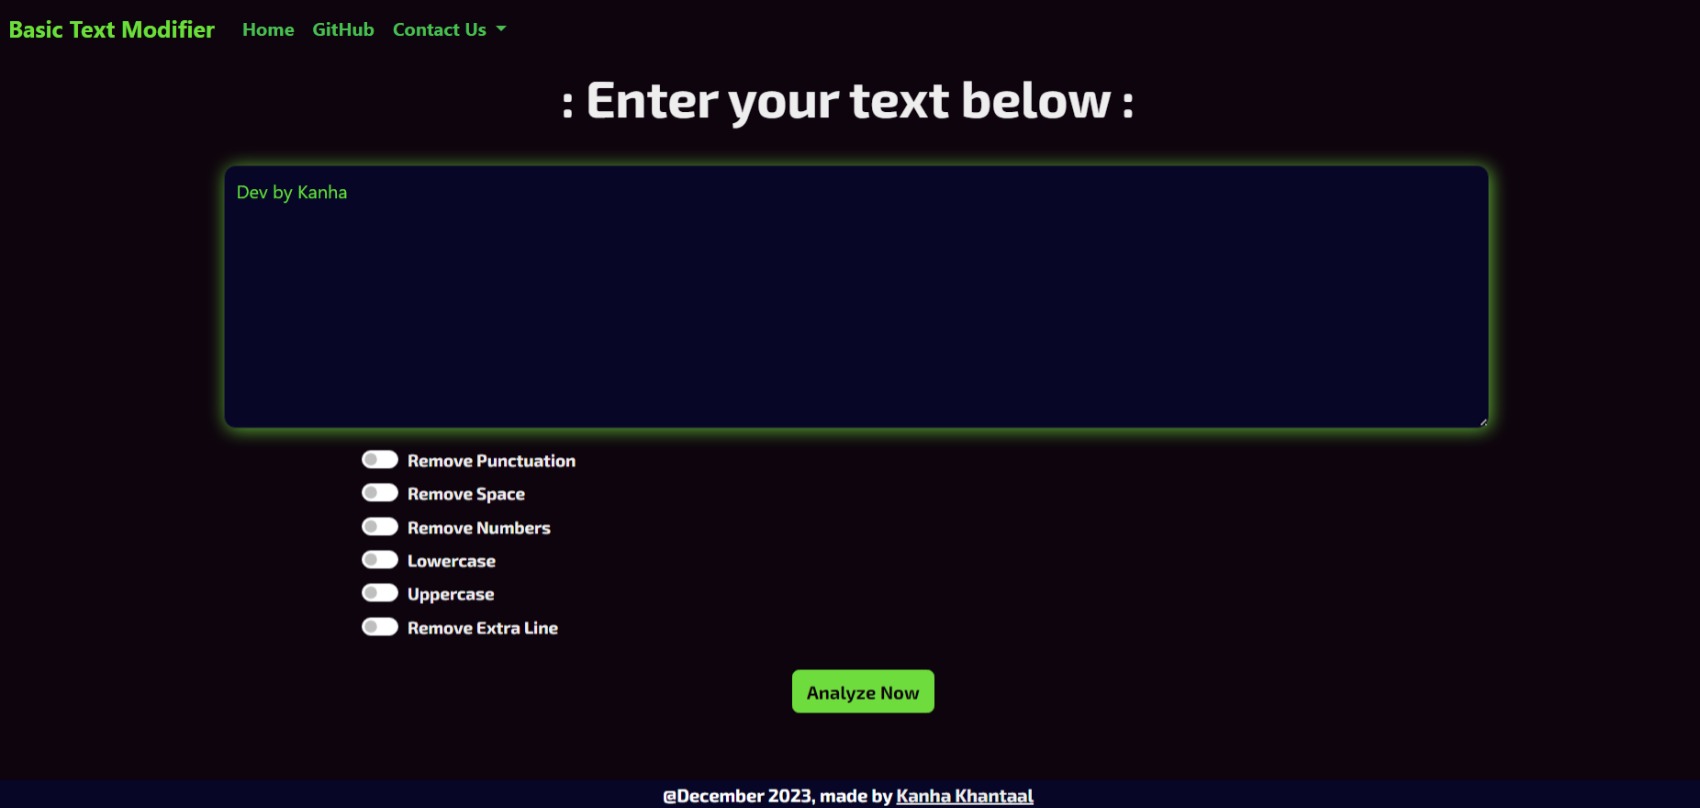 Basic Text Modifier Home GitHub Contact Us
: Enter your text below :
Dev by Kanha
Remove Punctuation
Remove Space
Remove Numbers
Lowercase
Uppercase
Remove Extra Line
Analyze Now
@December 2023, made by Kanha Khantaal